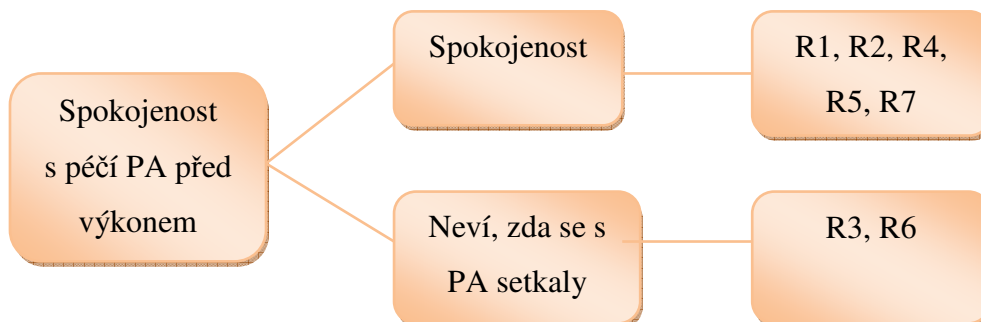 Spokojenost
s péčí PA před
výkonem
Spokojenost
R1, R2, R4,
R5, R7
Neví, zda se s
PA setkaly
R3, R6